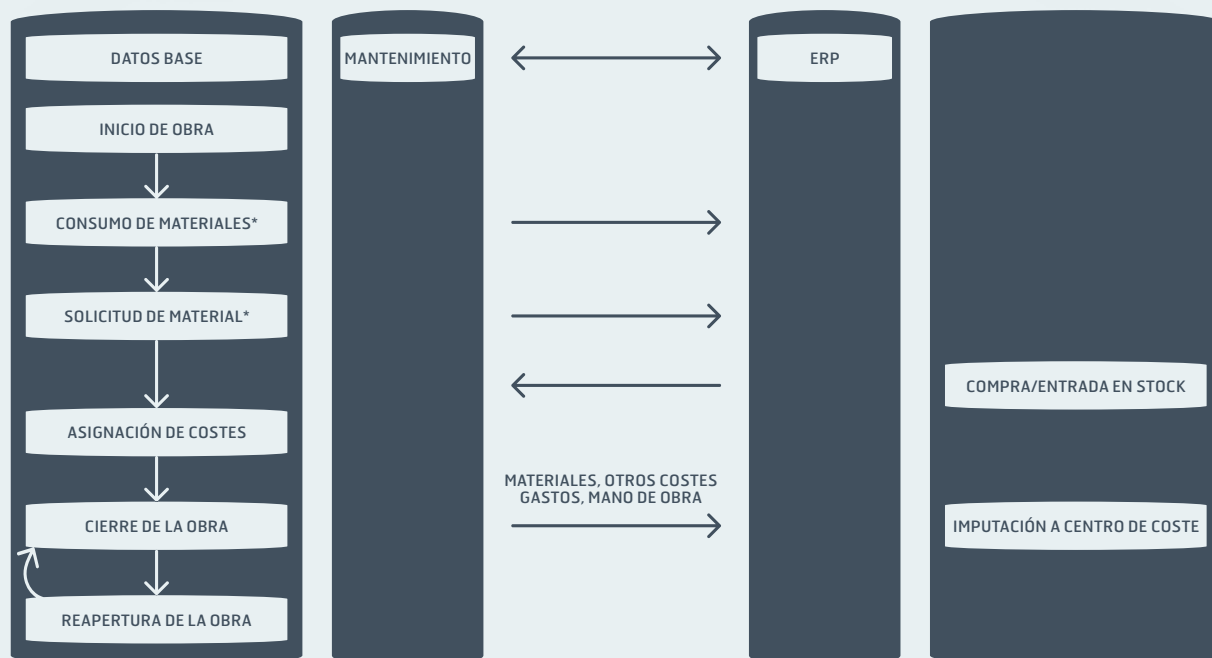 DATOS BASE
MANTENIMIENTO
ERP
INICIO DE OBRA
CONSUMO DE MATERIALES*
SOLICITUD DE MATERIAL*
COMPRA/ENTRADA EN STOCK
ASIGNACIÓN DE COSTES
MATERIALES, OTROS COSTES
GASTOS, MANO DE OBRA
CIERRE DE LA OBRA
IMPUTACIÓN A CENTRO DE COSTE
REAPERTURA DE LA OBRA